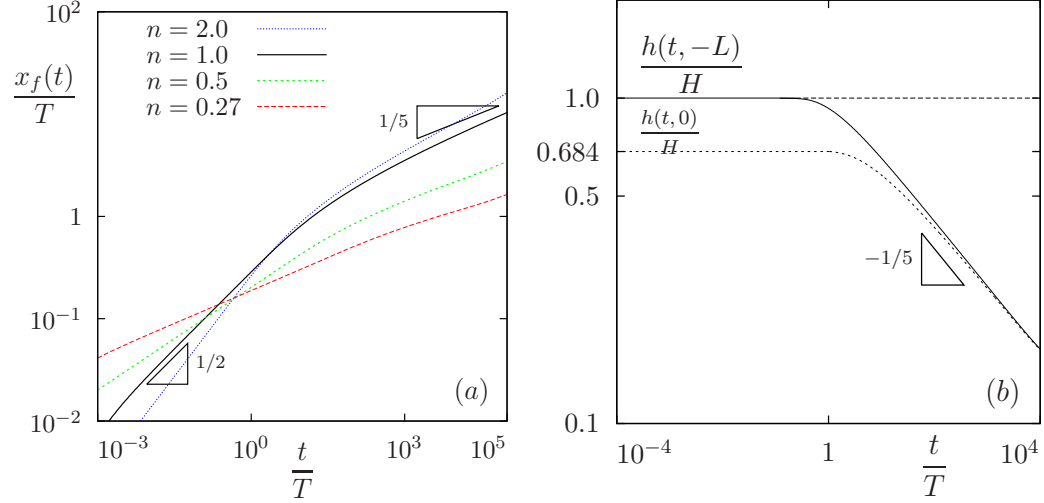 10^2
x_f(t)
T
1
10^{-1}
10^{-2}
n = 2.0
n = 1.0
n = 0.5
n = 0.27
1/5
1/2
(a)
10^{-3}
10^0
10^3
10^5
t
T
h(t, −L)
H
1.0
h(t, 0)
H
0.684
0.5
−1/5
0.1
(b)
10^{-4}
1
10^4
t
T